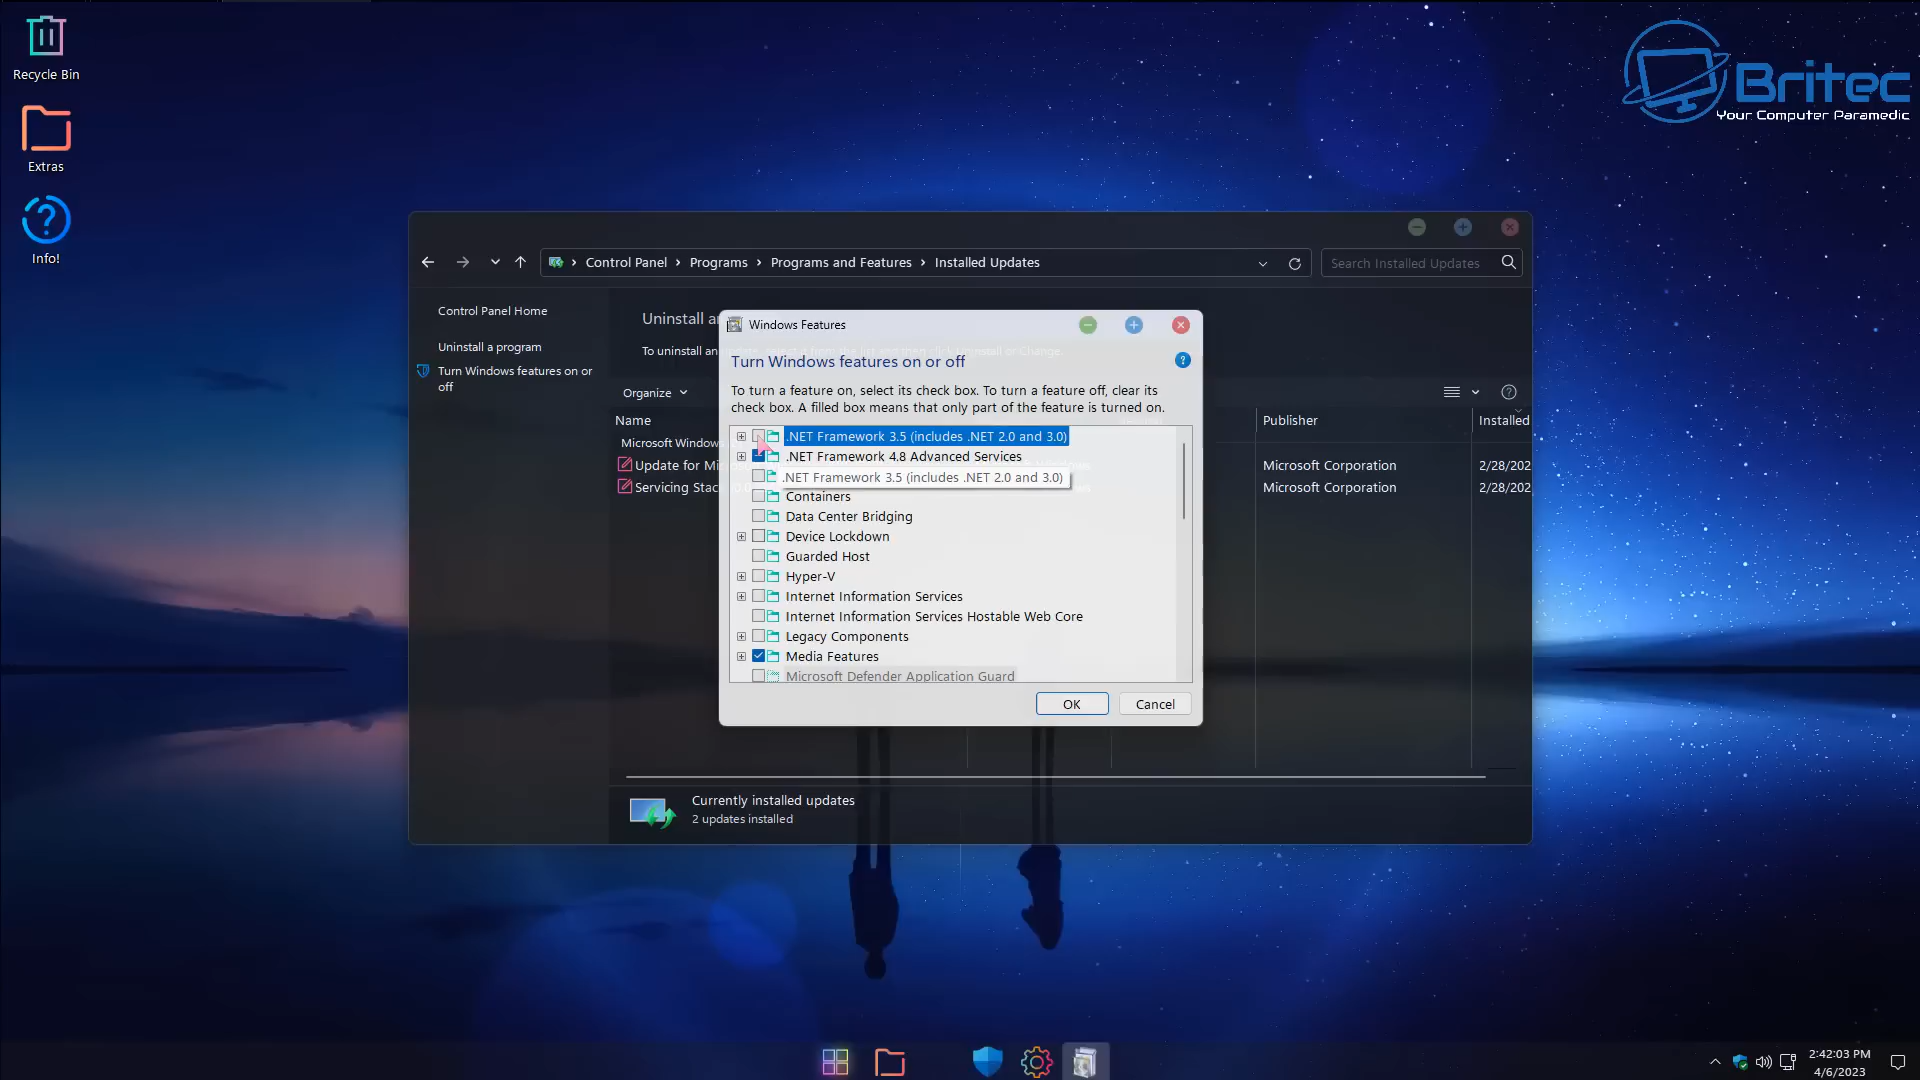 Recycle Bin
Extras
Info!
Britec
Your Computer Paramedic
Control Panel
Programs
Programs and Features
Installed Updates
Search Installed Updates
Control Panel Home
Uninstall a program
Turn Windows features on or
off
Uninstall an
To uninstall an
Organize
Name
Publisher
Installed
Microsoft Windows
Update for Mic
Microsoft Corporation
2/28/202
Servicing Stac
Microsoft Corporation
2/28/202
Currently installed updates
2 updates installed
Windows Features
Turn Windows features on or off
To turn a feature on, select its check box. To turn a feature off, clear its
check box. A filled box means that only part of the feature is turned on.
.NET Framework 3.5 (includes .NET 2.0 and 3.0)
.NET Framework 4.8 Advanced Services
.NET Framework 3.5 (includes .NET 2.0 and 3.0)
Containers
Data Center Bridging
Device Lockdown
Guarded Host
Hyper-V
Internet Information Services
Internet Information Services Hostable Web Core
Legacy Components
Media Features
Microsoft Defender Application Guard
OK
Cancel
2:42:03 PM
4/6/2023